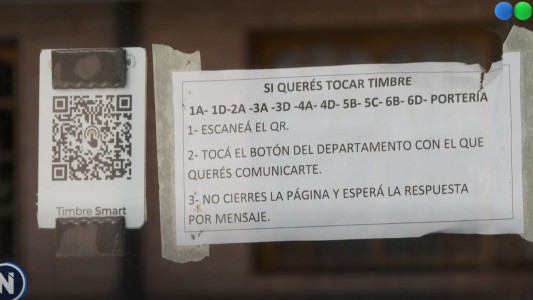 SI QUERÉS TOCAR TIMBRE
1A- 1D-2A -3A -3D -4A- 4D- 5B- 5C- 6B- 6D- PORTERÍA
1- ESCANEÁ EL QR.
2- TOCÁ EL BOTÓN DEL DEPARTAMENTO CON EL QUE
QUERÉS COMUNICARTE.
3- NO CIERRES LA PÁGINA Y ESPERÁ LA RESPUESTA
POR MENSAJE.
Timbre Smart
N